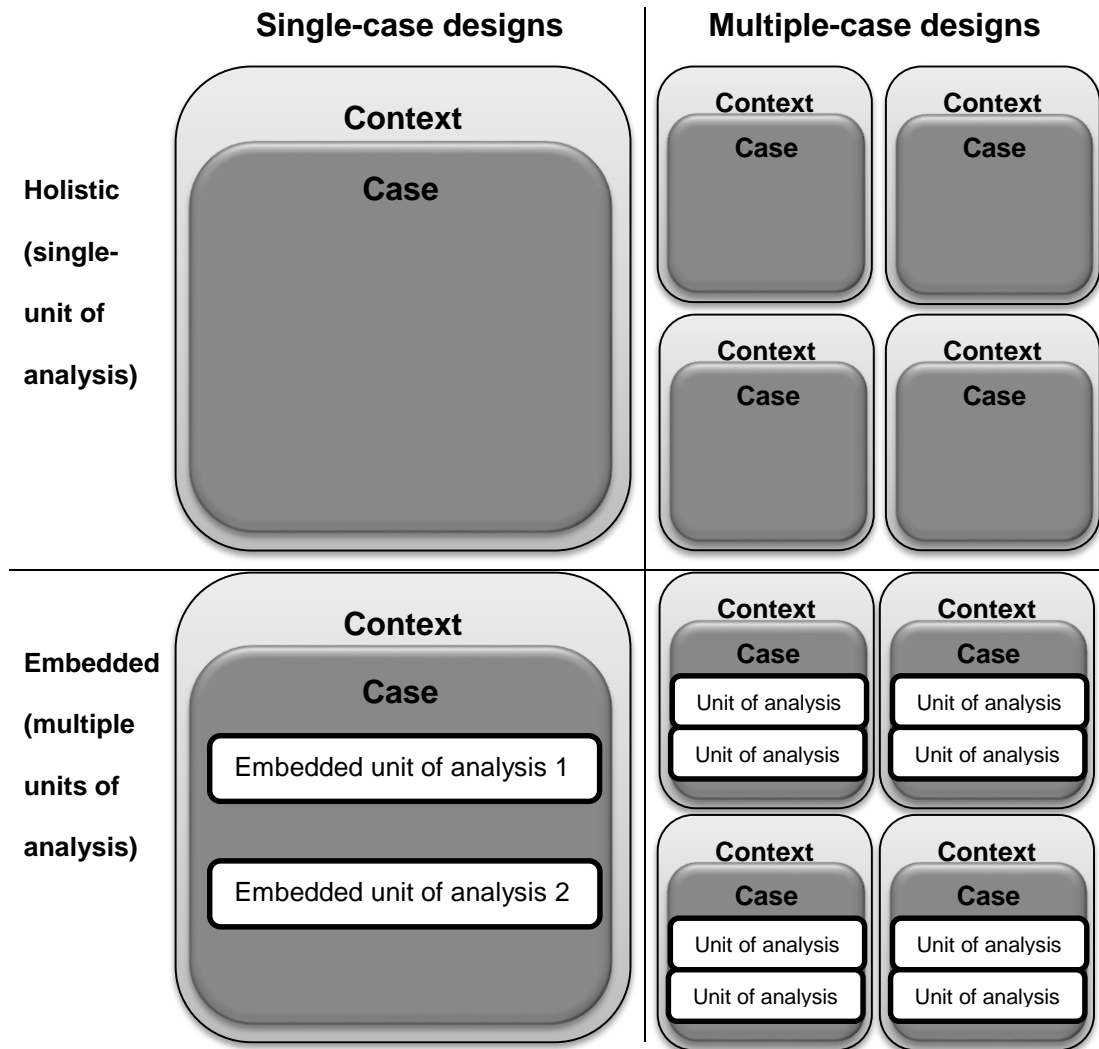 Single-case designs
Multiple-case designs
Holistic
(single-
unit of
analysis)
Context
Case
Context
Case
Context
Case
Context
Case
Context
Case
Embedded
(multiple
units of
analysis)
Context
Case
Embedded unit of analysis 1
Embedded unit of analysis 2
Context
Case
Unit of analysis
Unit of analysis
Context
Case
Unit of analysis
Unit of analysis
Context
Case
Unit of analysis
Unit of analysis
Context
Case
Unit of analysis
Unit of analysis